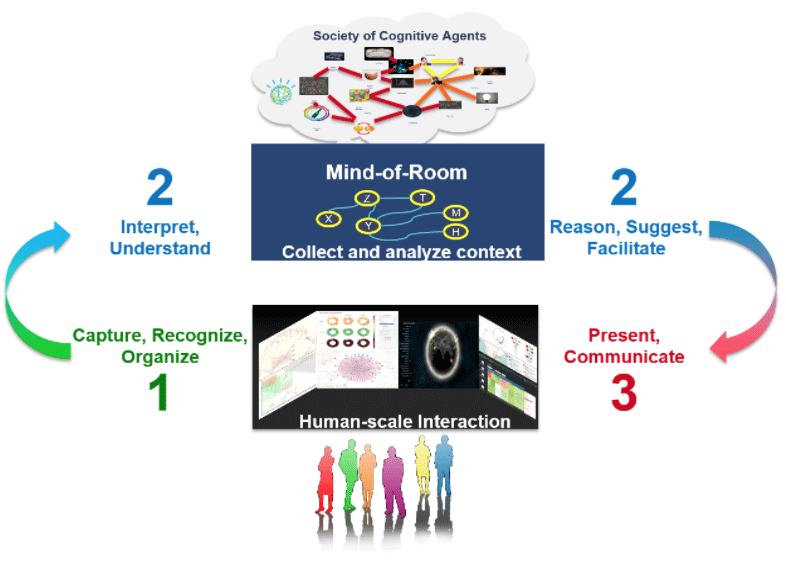 Society of Cognitive Agents
Mind-of-Room
Z
T
X
Y
M
H
Collect and analyze context
2
Interpret,
Understand
2
Reason, Suggest,
Facilitate
Capture, Recognize,
Organize
1
Present,
Communicate
3
Human-scale Interaction